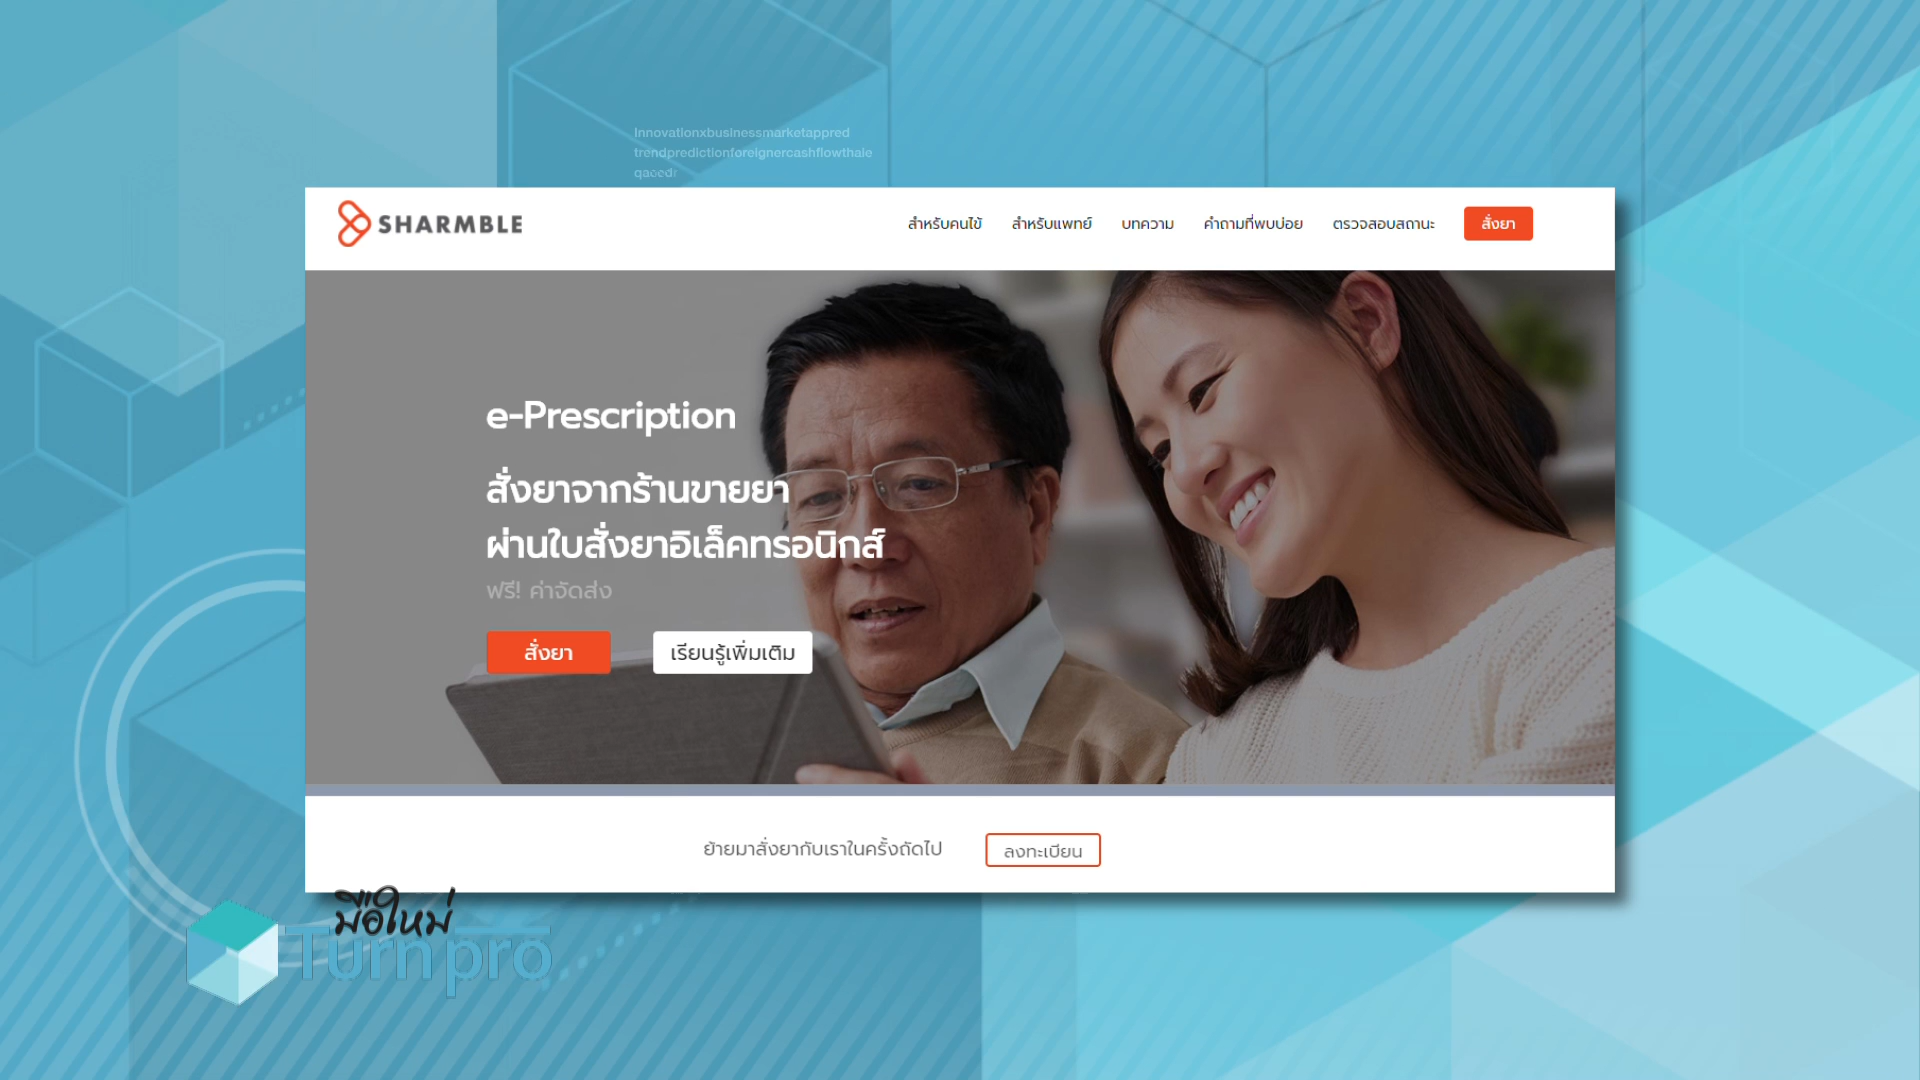 Innovationxbusinessmarketappred
trendpredictionforeignercashflowthaie
qacedr
SHARMBLE
สำหรับคนไข้ สำหรับแพทย์ บทความ คำถามที่พบบ่อย ตรวจสอบสถานะ สั่งยา
e-Prescription
สั่งยาจากร้านขายยา
ผ่านใบสั่งยาอิเล็คทรอนิกส์
ฟรี! ค่าจัดส่ง
สั่งยา เรียนรู้เพิ่มเติม
ย้ายมาสั่งยากับเราในครั้งถัดไป ลงทะเบียน
มือใหม่
Turnpro